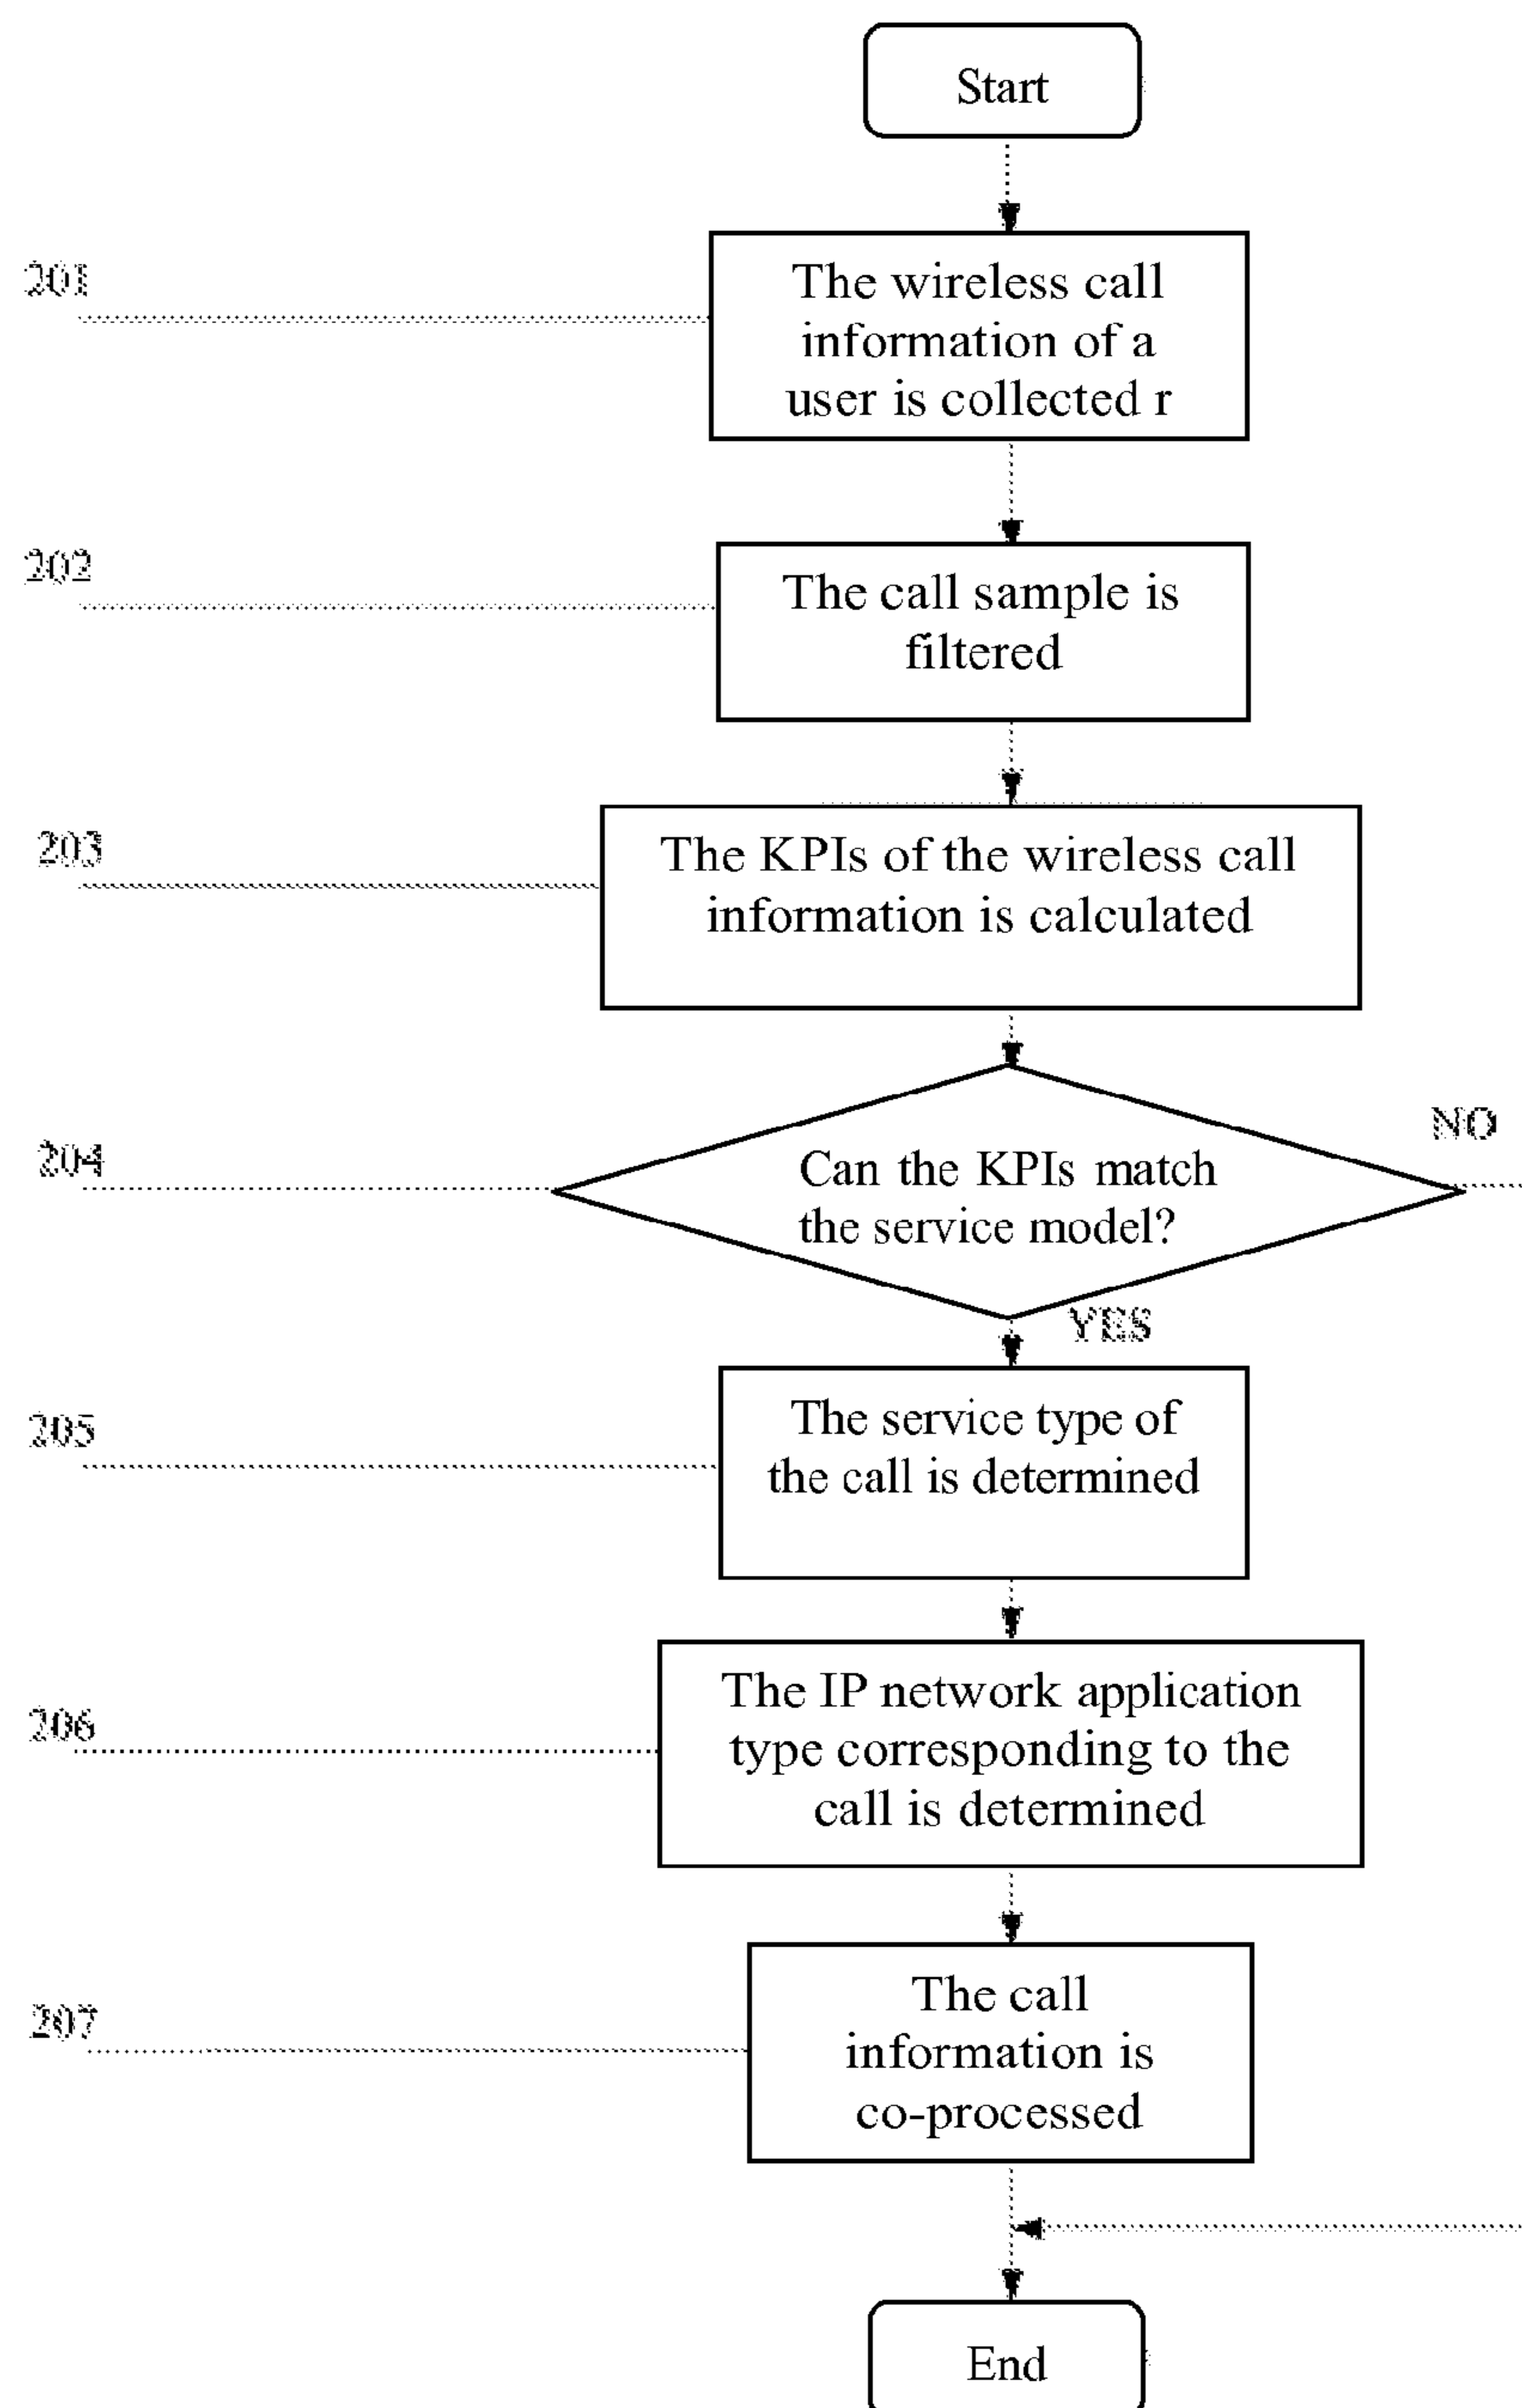 Start
201
The wireless call
information of a
user is collected r
202
The call sample is
filtered
203
The KPIs of the wireless call
information is calculated
204
Can the KPIs match
the service model?
NO
YES
205
The service type of
the call is determined
206
The IP network application
type corresponding to the
call is determined
207
The call
information is
co-processed
End